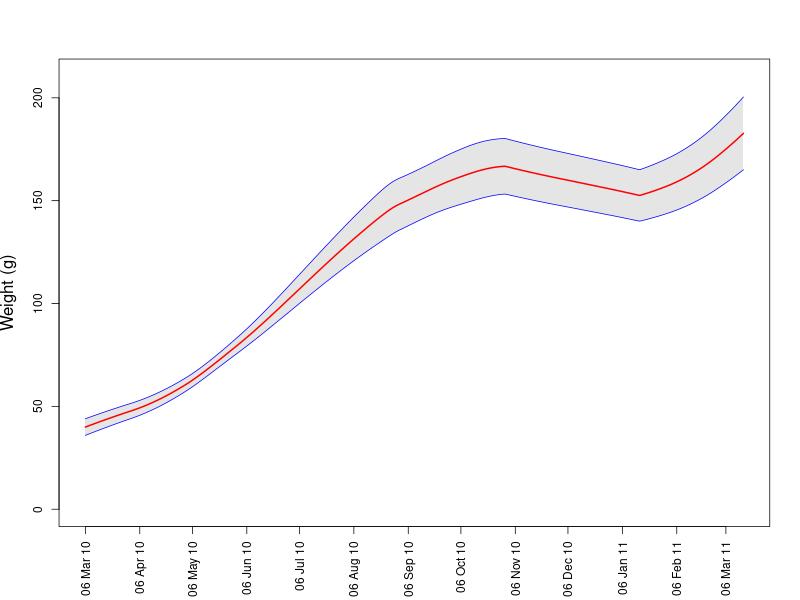 200
150
100
50
0
Weight (g)
06 Mar 10
06 Apr 10
06 May 10
06 Jun 10
06 Jul 10
06 Aug 10
06 Sep 10
06 Oct 10
06 Nov 10
06 Dec 10
06 Jan 11
06 Feb 11
06 Mar 11